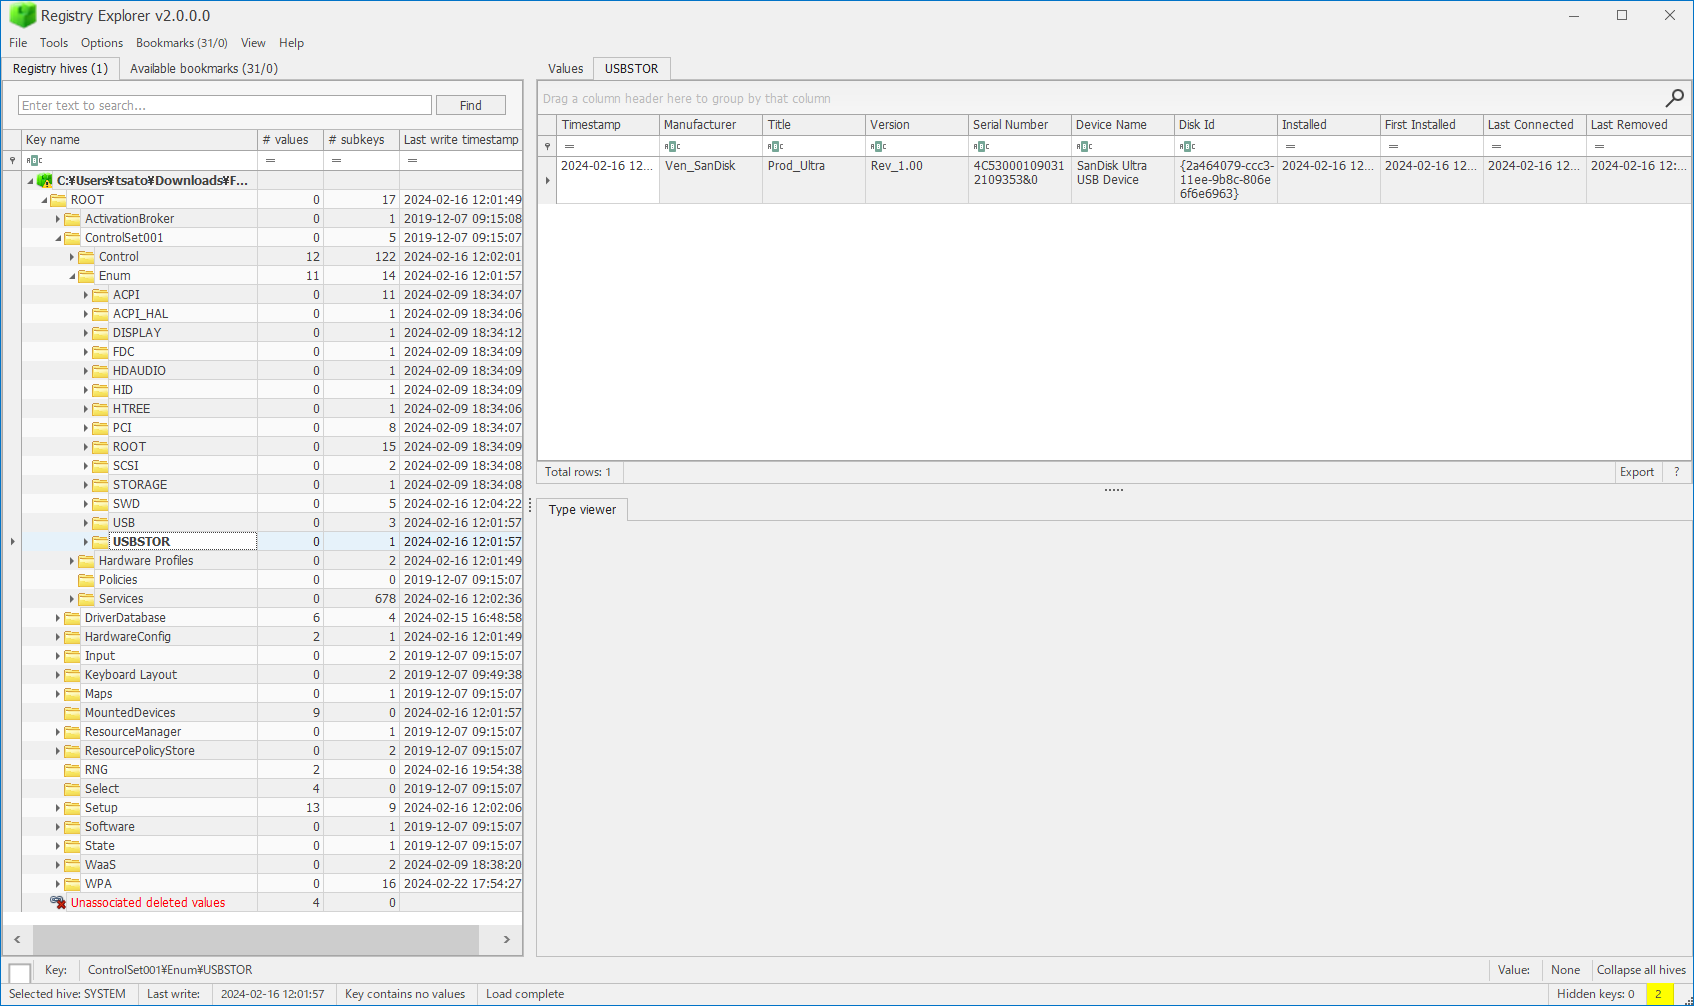 Registry Explorer v2.0.0.0
File Tools Options Bookmarks (31/0) View Help
Registry hives (1) Available bookmarks (31/0)
Enter text to search... Find
Key name # values # subkeys Last write timestamp
= = =
C:¥Users¥tsato¥Downloads¥F...
ROOT 0 17 2024-02-16 12:01:49
ActivationBroker 0 1 2019-12-07 09:15:08
ControlSet001 0 5 2019-12-07 09:15:07
Control 12 122 2024-02-16 12:02:01
Enum 11 14 2024-02-16 12:01:57
ACPI 0 11 2024-02-09 18:34:07
ACPI_HAL 0 1 2024-02-09 18:34:06
DISPLAY 0 1 2024-02-09 18:34:12
FDC 0 1 2024-02-09 18:34:09
HDAUDIO 0 1 2024-02-09 18:34:09
HID 0 1 2024-02-09 18:34:09
HTREE 0 1 2024-02-09 18:34:06
PCI 0 8 2024-02-09 18:34:07
ROOT 0 15 2024-02-09 18:34:09
SCSI 0 2 2024-02-09 18:34:08
STORAGE 0 1 2024-02-09 18:34:08
SWD 0 5 2024-02-16 12:04:22
USB 0 3 2024-02-16 12:01:57
USBSTOR 0 1 2024-02-16 12:01:57
Hardware Profiles 0 2 2024-02-16 12:01:49
Policies 0 0 2019-12-07 09:15:07
Services 0 678 2024-02-16 12:02:36
DriverDatabase 6 4 2024-02-15 16:48:58
HardwareConfig 2 1 2024-02-16 12:01:49
Input 0 2 2019-12-07 09:15:07
Keyboard Layout 0 2 2019-12-07 09:49:38
Maps 0 1 2019-12-07 09:15:07
MountedDevices 9 0 2024-02-16 12:01:57
ResourceManager 0 1 2019-12-07 09:15:07
ResourcePolicyStore 0 2 2019-12-07 09:15:07
RNG 2 0 2024-02-16 19:54:38
Select 4 0 2019-12-07 09:15:07
Setup 13 9 2024-02-16 12:02:06
Software 0 1 2019-12-07 09:15:07
State 0 1 2019-12-07 09:15:07
WaaS 0 2 2024-02-09 18:38:20
WPA 0 16 2024-02-22 17:54:27
Unassociated deleted values 4 0
Values USBSTOR
Drag a column header here to group by that column
Timestamp Manufacturer Title Version Serial Number Device Name Disk Id Installed First Installed Last Connected Last Removed
= = = = =
2024-02-16 12... Ven_SanDisk Prod_Ultra Rev_1.00 4C53000109031 SanDisk Ultra {2a464079-ccc3- 2024-02-16 12... 2024-02-16 12... 2024-02-16 12... 2024-02-16 12:...
2109353&0 USB Device 11ee-9b8c-806e
6f6e6963}
Total rows: 1 Export ?
Type viewer
Key: ControlSet001¥Enum¥USBSTOR Value: None Collapse all hives
Selected hive: SYSTEM Last write: 2024-02-16 12:01:57 Key contains no values Load complete Hidden keys: 0 2